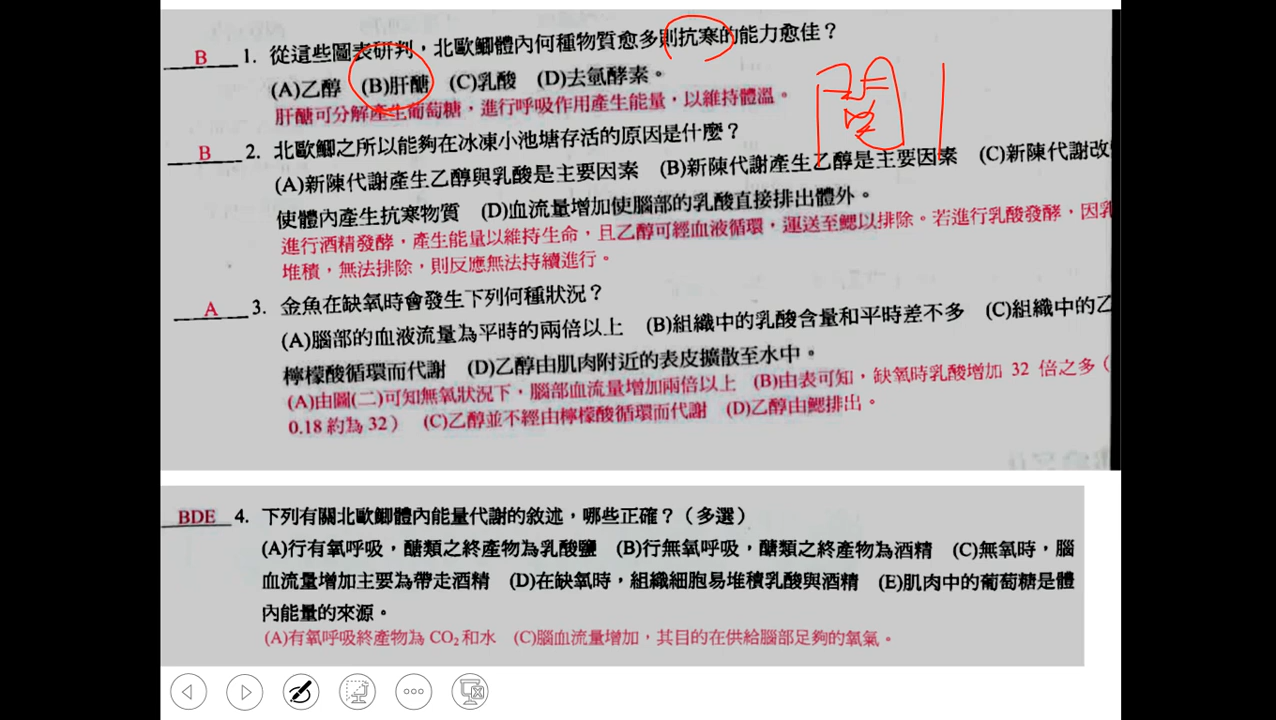 B 1. 從這些圖表研判，北歐鯽體內何種物質愈多則抗寒的能力愈佳？
(A)乙醇 (B)肝醣 (C)乳酸 (D)去氫酵素。
肝醣可分解產生葡萄糖，進行呼吸作用產生能量，以維持體溫。
B 2. 北歐鯽之所以能夠在冰凍小池塘存活的原因是什麼？
(A)新陳代謝產生乙醇與乳酸是主要因素 (B)新陳代謝產生乙醇是主要因素 (C)新陳代謝改
使體內產生抗寒物質 (D)血流量增加使腦部的乳酸直接排出體外。
進行酒精發酵，產生能量以維持生命，且乙醇可經血液循環，運送至鰓以排除。若進行乳酸發酵，因乳
堆積，無法排除，則反應無法持續進行。
A 3. 金魚在缺氧時會發生下列何種狀況？
(A)腦部的血液流量為平時的兩倍以上 (B)組織中的乳酸含量和平時差不多 (C)組織中的乙
檸檬酸循環而代謝 (D)乙醇由肌肉附近的表皮擴散至水中。
(A)由圖(二)可知無氧狀況下，腦部血流量增加兩倍以上 (B)由表可知，缺氧時乳酸增加 32 倍之多（
0.18 約為 32） (C)乙醇並不經由檸檬酸循環而代謝 (D)乙醇由鰓排出。
BDE 4. 下列有關北歐鯽體內能量代謝的敘述，哪些正確？（多選）
(A)行有氧呼吸，醣類之終產物為乳酸鹽 (B)行無氧呼吸，醣類之終產物為酒精 (C)無氧時，腦
血流量增加主要為帶走酒精 (D)在缺氧時，組織細胞易堆積乳酸與酒精 (E)肌肉中的葡萄糖是體
內能量的來源。
(A)有氧呼吸終產物為 CO₂ 和水 (C)腦血流量增加，其目的在供給腦部足夠的氧氣。